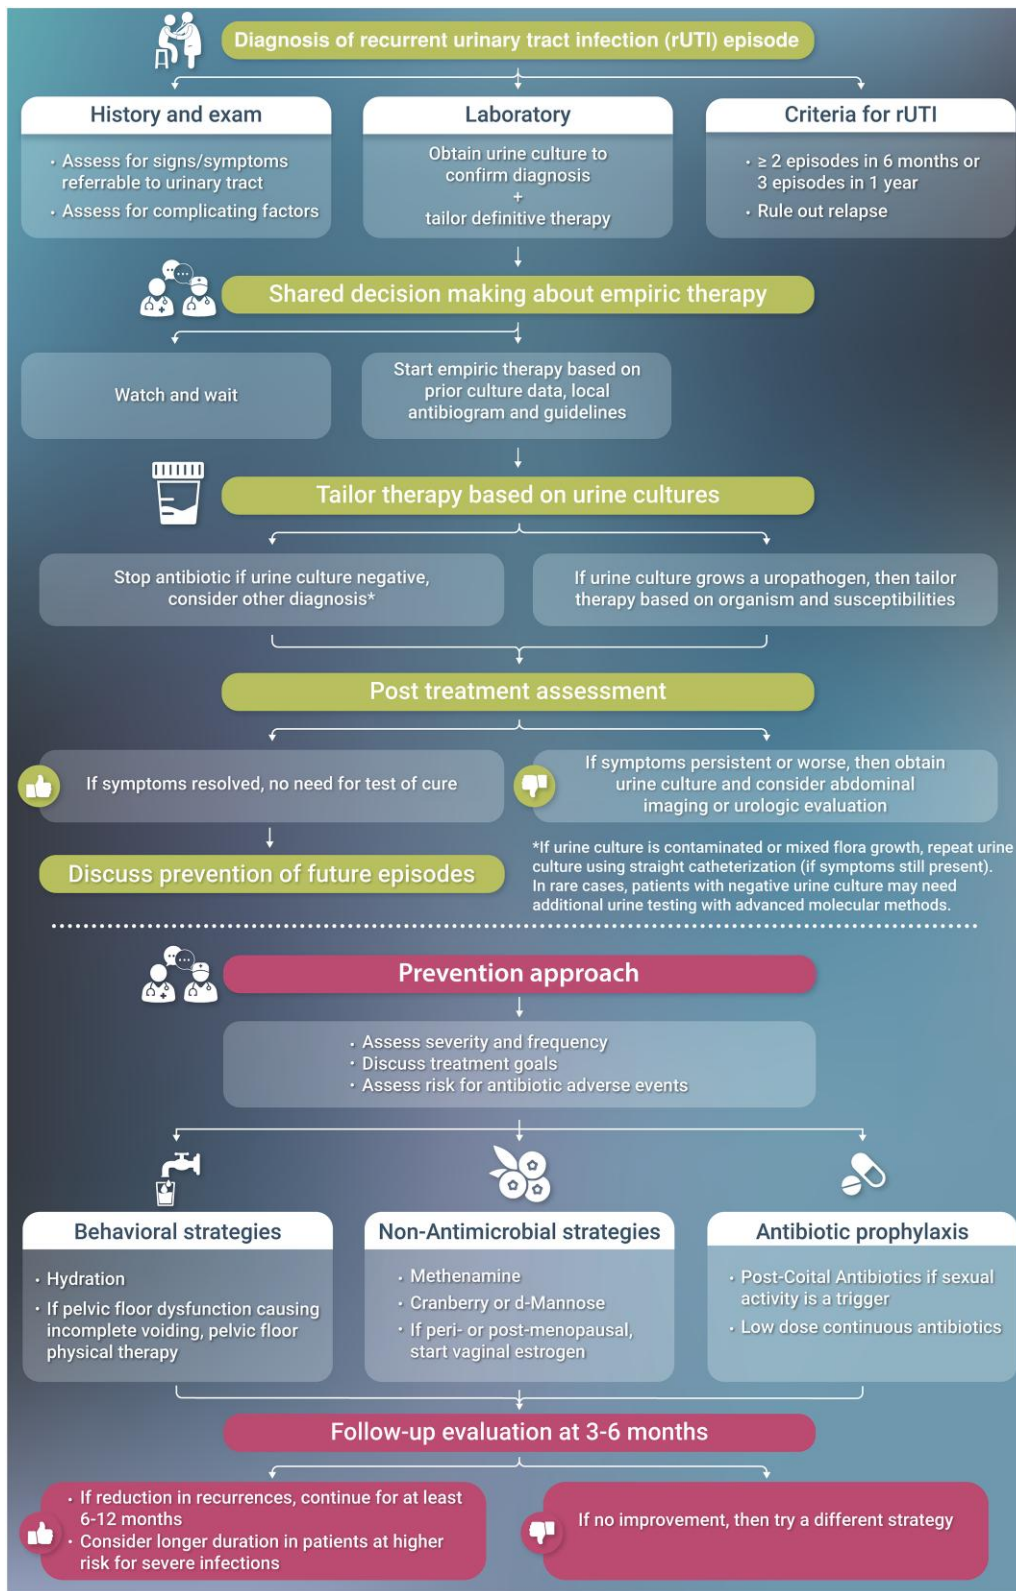 Diagnosis of recurrent urinary tract infection (rUTI) episode
History and exam
• Assess for signs/symptoms
referrable to urinary tract
• Assess for complicating factors
Laboratory
Obtain urine culture to
confirm diagnosis
+
tailor definitive therapy
Criteria for rUTI
• ≥ 2 episodes in 6 months or
3 episodes in 1 year
• Rule out relapse
Shared decision making about empiric therapy
Watch and wait
Start empiric therapy based on
prior culture data, local
antibiogram and guidelines
Tailor therapy based on urine cultures
Stop antibiotic if urine culture negative,
consider other diagnosis*
If urine culture grows a uropathogen, then tailor
therapy based on organism and susceptibilities
Post treatment assessment
If symptoms resolved, no need for test of cure
If symptoms persistent or worse, then obtain
urine culture and consider abdominal
imaging or urologic evaluation
Discuss prevention of future episodes
*If urine culture is contaminated or mixed flora growth, repeat urine
culture using straight catheterization (if symptoms still present).
In rare cases, patients with negative urine culture may need
additional urine testing with advanced molecular methods.
Prevention approach
• Assess severity and frequency
• Discuss treatment goals
• Assess risk for antibiotic adverse events
Behavioral strategies
• Hydration
• If pelvic floor dysfunction causing
incomplete voiding, pelvic floor
physical therapy
Non-Antimicrobial strategies
• Methenamine
• Cranberry or d-Mannose
• If peri- or post-menopausal,
start vaginal estrogen
Antibiotic prophylaxis
• Post-Coital Antibiotics if sexual
activity is a trigger
• Low dose continuous antibiotics
Follow-up evaluation at 3-6 months
• If reduction in recurrences, continue for at least
6-12 months
• Consider longer duration in patients at higher
risk for severe infections
If no improvement, then try a different strategy